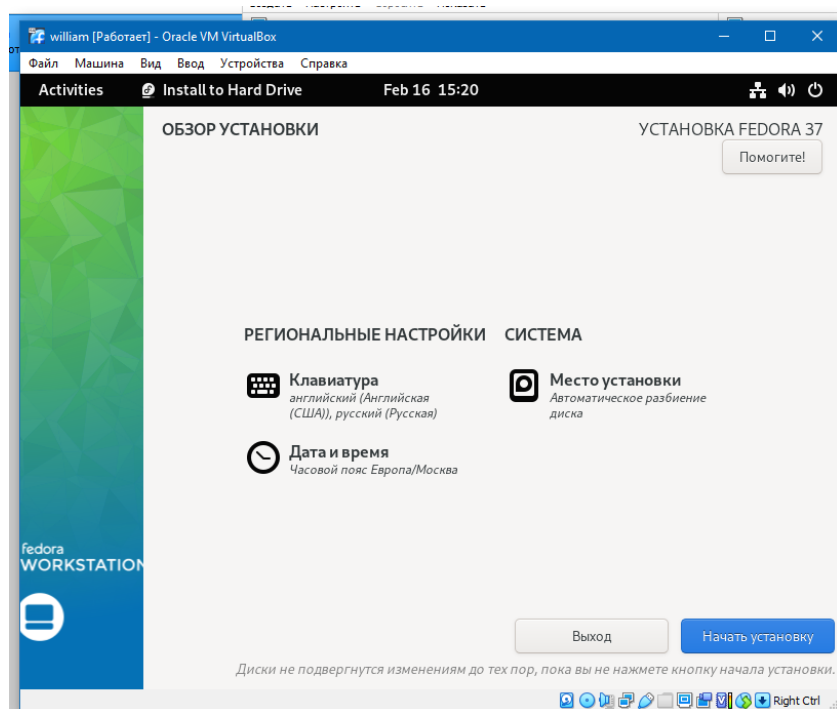 william [Работает] - Oracle VM VirtualBox
Файл Машина Вид Ввод Устройства Справка
Activities Install to Hard Drive Feb 16 15:20
ОБЗОР УСТАНОВКИ
УСТАНОВКА FEDORA 37
Помогите!
РЕГИОНАЛЬНЫЕ НАСТРОЙКИ
Клавиатура
английский (Английская
(США)), русский (Русская)
Дата и время
Часовой пояс Европа/Москва
СИСТЕМА
Место установки
Автоматическое разбиение
диска
fedora
WORKSTATION
Выход
Начать установку
Диски не подвергнутся изменениям до тех пор, пока вы не нажмете кнопку начала установки.
Right Ctrl